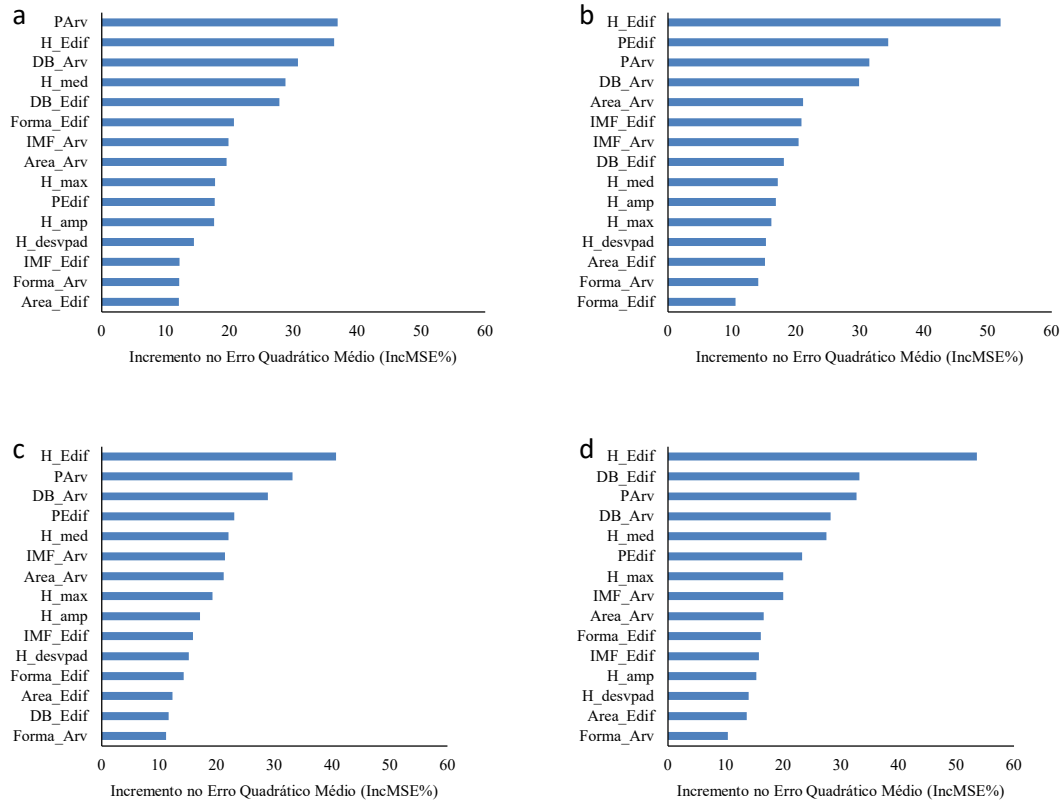 a
PArv
H_Edif
DB_Arv
H_med
DB_Edif
Forma_Edif
IMF_Arv
Area_Arv
H_max
PEdif
H_amp
H_desvpad
IMF_Edif
Forma_Arv
Area_Edif
0 10 20 30 40 50 60
Incremento no Erro Quadrático Médio (IncMSE%)
b
H_Edif
PEdif
PArv
DB_Arv
Area_Arv
IMF_Edif
IMF_Arv
DB_Edif
H_med
H_amp
H_max
H_desvpad
Area_Edif
Forma_Arv
Forma_Edif
0 10 20 30 40 50 60
Incremento no Erro Quadrático Médio (IncMSE%)
c
H_Edif
PArv
DB_Arv
PEdif
H_med
IMF_Arv
Area_Arv
H_max
H_amp
IMF_Edif
H_desvpad
Forma_Edif
Area_Edif
DB_Edif
Forma_Arv
0 10 20 30 40 50 60
Incremento no Erro Quadrático Médio (IncMSE%)
d
H_Edif
DB_Edif
PArv
DB_Arv
H_med
PEdif
H_max
IMF_Arv
Area_Arv
Forma_Edif
IMF_Edif
H_amp
H_desvpad
Area_Edif
Forma_Arv
0 10 20 30 40 50 60
Incremento no Erro Quadrático Médio (IncMSE%)